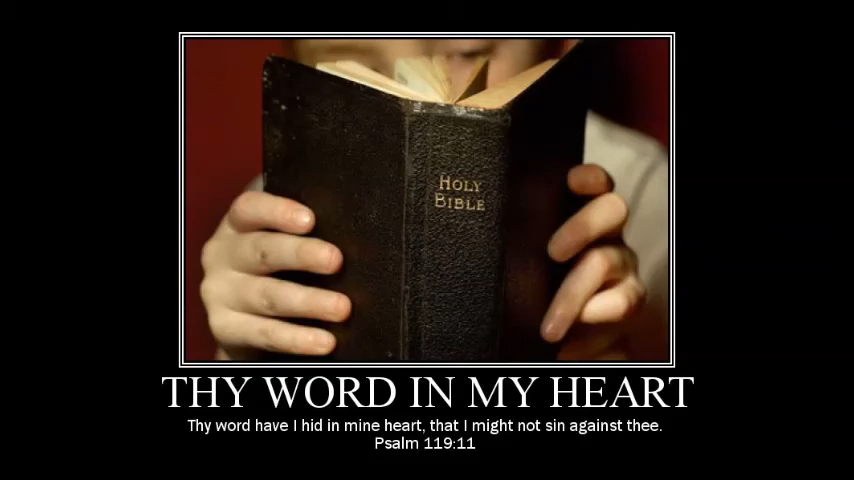 HOLY
BIBLE
THY WORD IN MY HEART
Thy word have I hid in mine heart, that I might not sin against thee.
Psalm 119:11